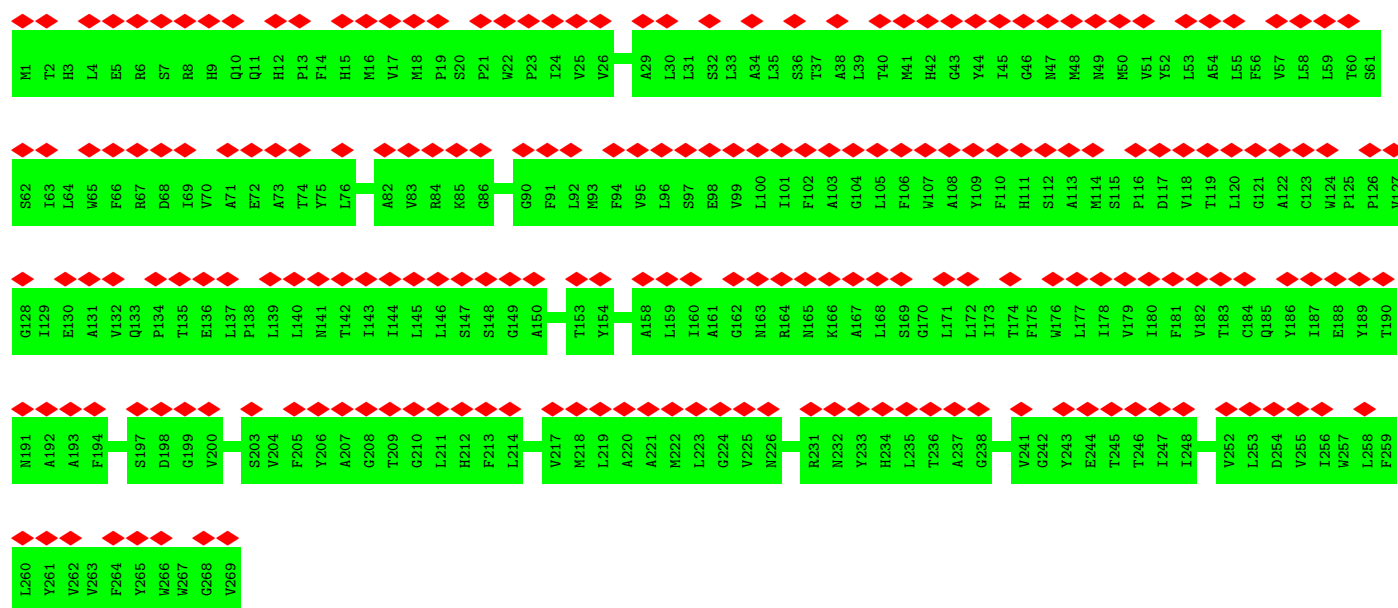 M1 T2 H3 L4 E5 R6 S7 R8 H9 Q10 Q11 H12 P13 F14 H15 M16 V17 M18 P19 S20 P21 W22 P23 I24 V25 V26 A29 L30 L31 S32 L33 A34 L35 S36 T37 A38 L39 T40 M41 H42 G43 Y44 I45 G46 N47 M48 N49 M50 V51 Y52 L53 A54 L55 F56 V57 L58 L59 T60 S61
S62 I63 L64 W65 F66 R67 D68 I69 V70 A71 E72 A73 T74 Y75 L76 A82 V83 R84 K85 G86 G90 F91 L92 M93 F94 V95 L96 S97 E98 V99 L100 I101 F102 A103 G104 L105 F106 W107 A108 Y109 F110 H111 S112 A113 M114 S115 P116 D117 V118 T119 L120 G121 A122 C123 W124 P125 P126 V127
G128 I129 E130 A131 V132 Q133 P134 T135 E136 L137 P138 L139 L140 N141 T142 I143 I144 L145 L146 S147 S148 G149 A150 T153 Y154 A158 L159 I160 A161 G162 N163 R164 N165 K166 A167 L168 S169 G170 L171 L172 I173 T174 F175 W176 L177 I178 V179 I180 F181 V182 T183 C184 Q185 Y186 I187 E188 Y189 T190
N191 A192 A193 F194 S197 D198 G199 V200 S203 V204 F205 Y206 A207 G208 T209 G210 L211 H212 F213 L214 V217 M218 L219 A220 A221 M222 L223 G224 V225 N226 R231 N232 Y233 H234 L235 T236 A237 G238 V241 G242 Y243 E244 T245 T246 I247 I248 V252 L253 D254 V255 I256 W257 L258 F259
L260 Y261 V262 V263 F264 Y265 W266 W267 G268 V269